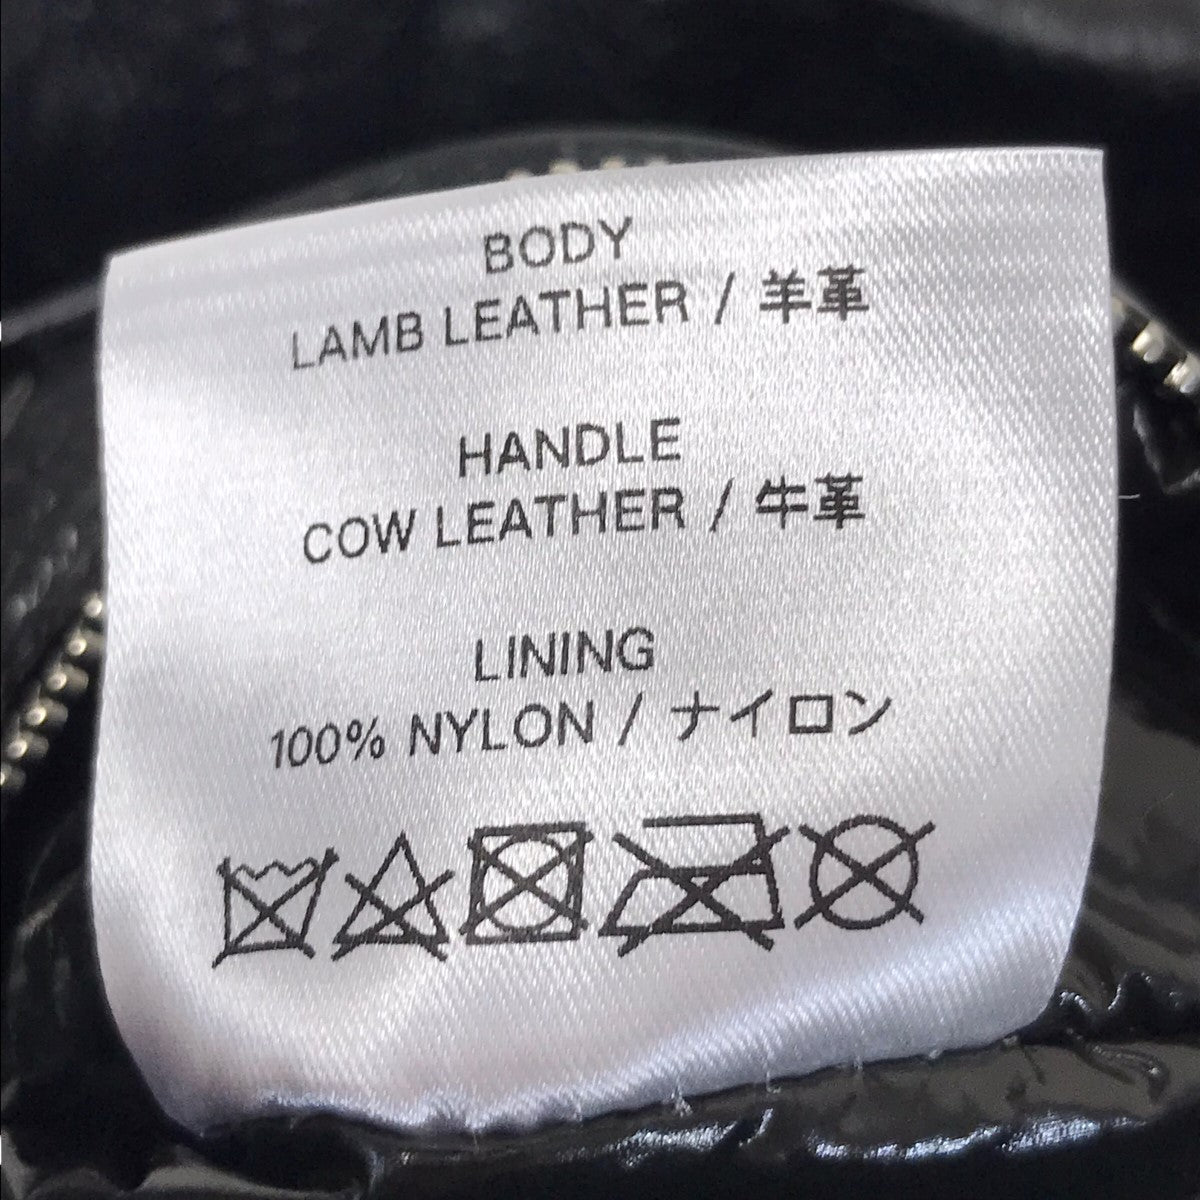 BODY
LAMB LEATHER / 羊革
HANDLE
COW LEATHER / 牛革
LINING
100% NYLON / ナイロン